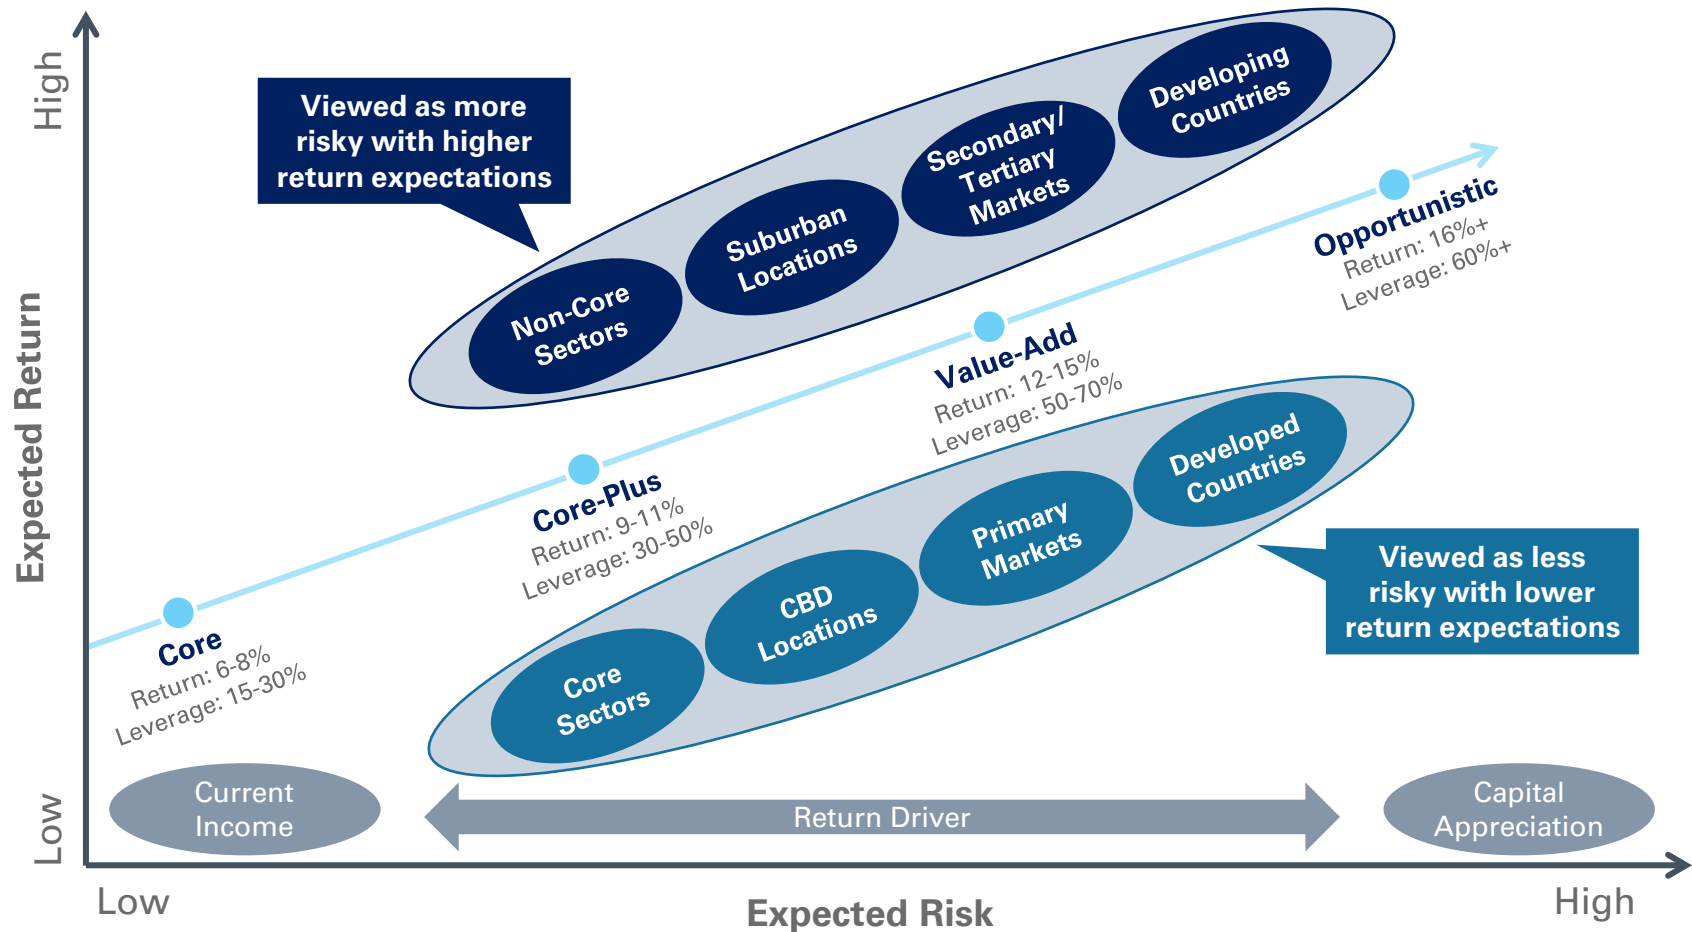 High
Expected Return
Low
Viewed as more
risky with higher
return expectations
Non-Core
Sectors
Suburban
Locations
Secondary/
Tertiary
Markets
Developing
Countries
Core
Return: 6-8%
Leverage: 15-30%
Core-Plus
Return: 9-11%
Leverage: 30-50%
Value-Add
Return: 12-15%
Leverage: 50-70%
Opportunistic
Return: 16%+
Leverage: 60%+
Core
Sectors
CBD
Locations
Primary
Markets
Developed
Countries
Viewed as less
risky with lower
return expectations
Current
Income
Return Driver
Capital
Appreciation
Low
Expected Risk
High